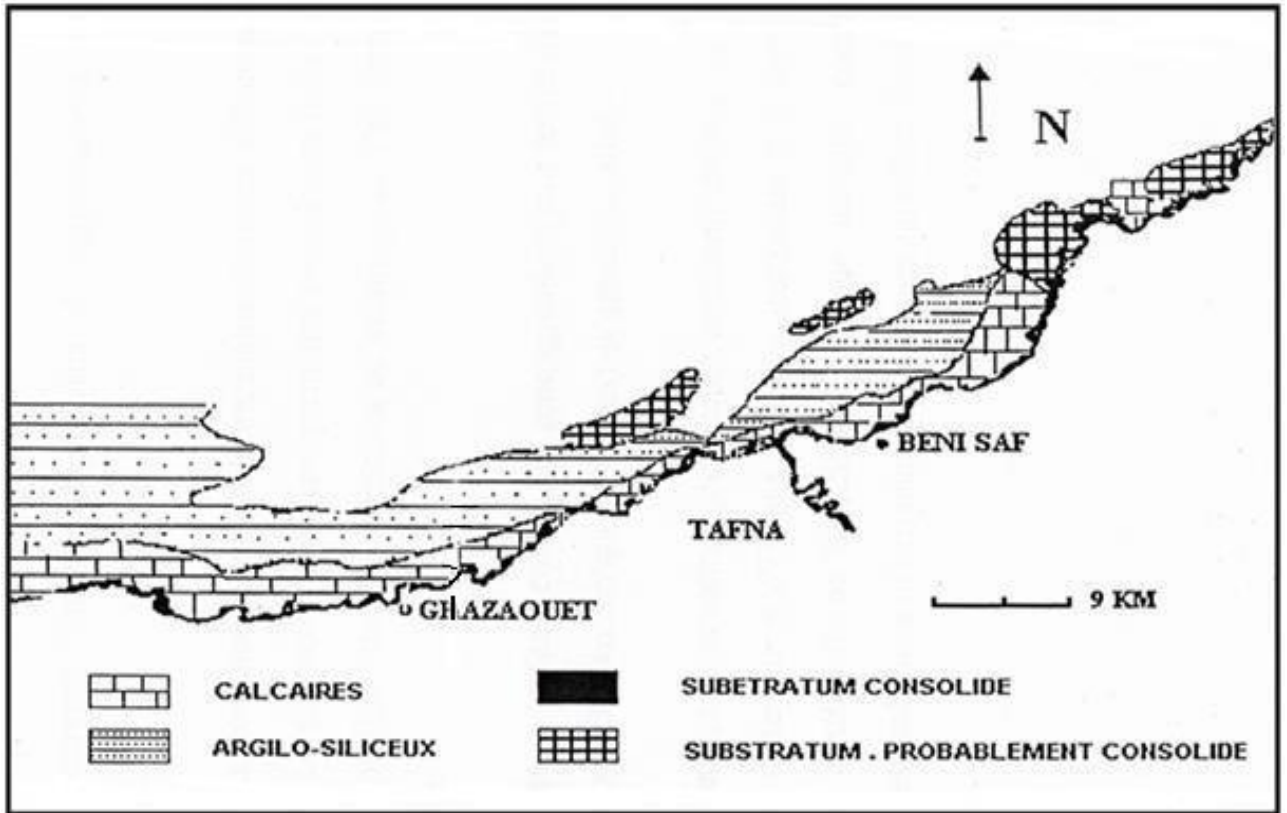 N
BENI SAF
TAFNA
9 KM
GHAZAOUET
CALCAIRES
SUBETRATUM CONSOLIDE
ARGILO-SILICEUX
SUBSTRATUM . PROBABLEMENT CONSOLIDE